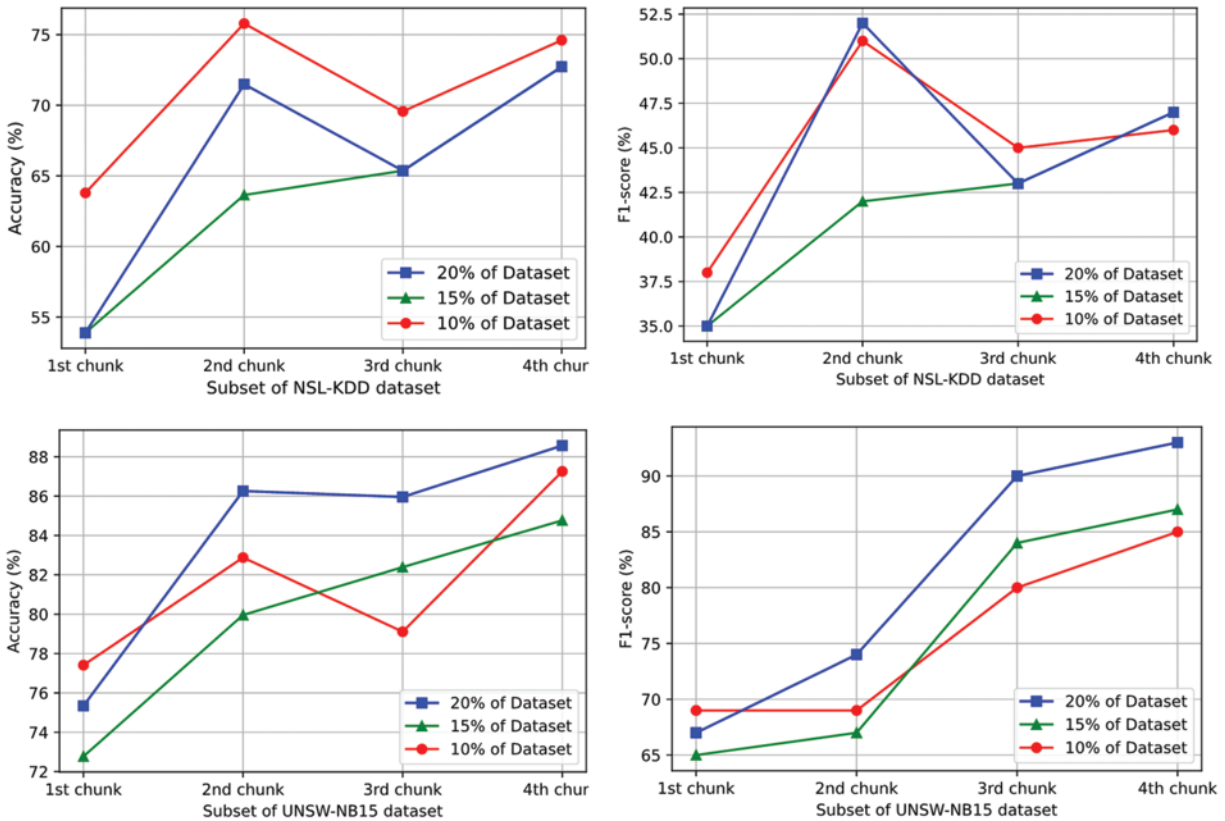 75
70
65
60
55
Accuracy (%)
20% of Dataset
15% of Dataset
10% of Dataset
1st chunk 2nd chunk 3rd chunk 4th chur
Subset of NSL-KDD dataset
52.5
50.0
47.5
45.0
42.5
40.0
37.5
35.0
F1-score (%)
20% of Dataset
15% of Dataset
10% of Dataset
1st chunk 2nd chunk 3rd chunk 4th chunk
Subset of NSL-KDD dataset
88
86
84
82
80
78
76
74
72
Accuracy (%)
20% of Dataset
15% of Dataset
10% of Dataset
1st chunk 2nd chunk 3rd chunk 4th chur
Subset of UNSW-NB15 dataset
90
85
80
75
70
65
F1-score (%)
20% of Dataset
15% of Dataset
10% of Dataset
1st chunk 2nd chunk 3rd chunk 4th chunk
Subset of UNSW-NB15 dataset